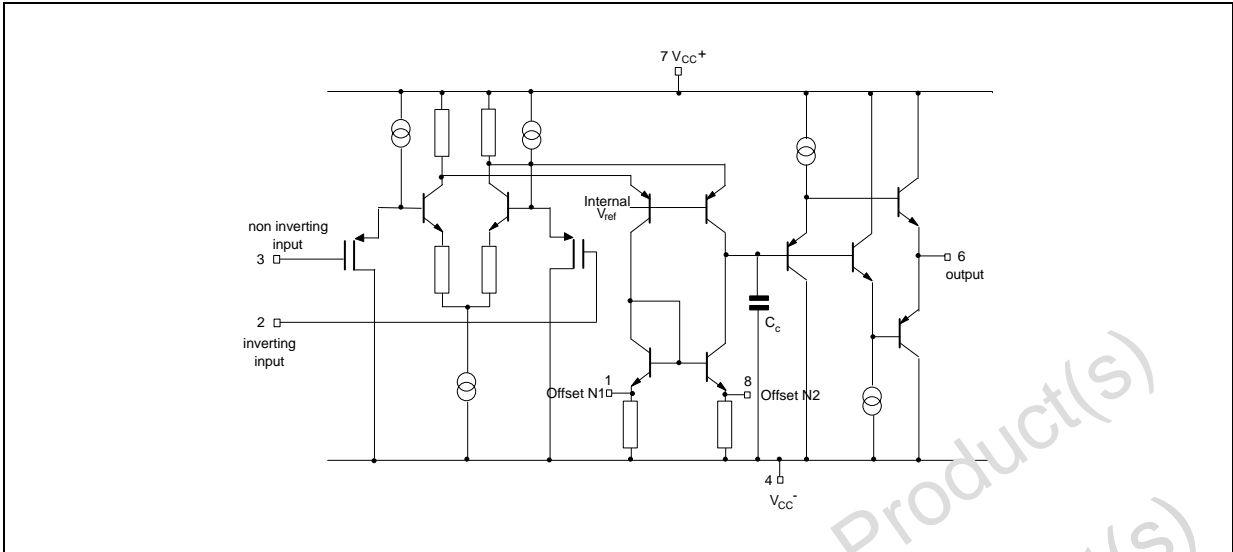 7 VCC+
Internal
Vref
non inverting
input
3
6
output
2
inverting
input
Cc
1
Offset N1
8
Offset N2
4
VCC-
Product(s)
t(s)